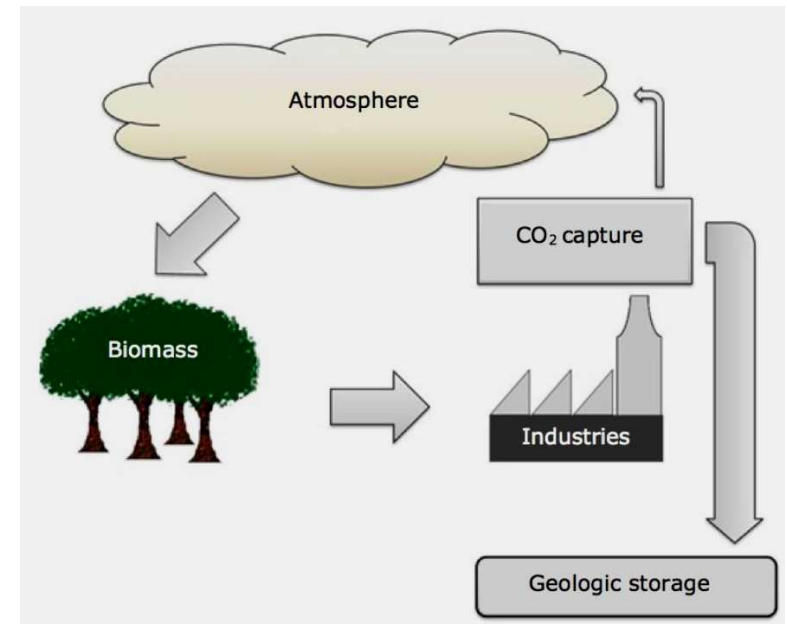 Atmosphere
CO₂ capture
Biomass
Industries
Geologic storage